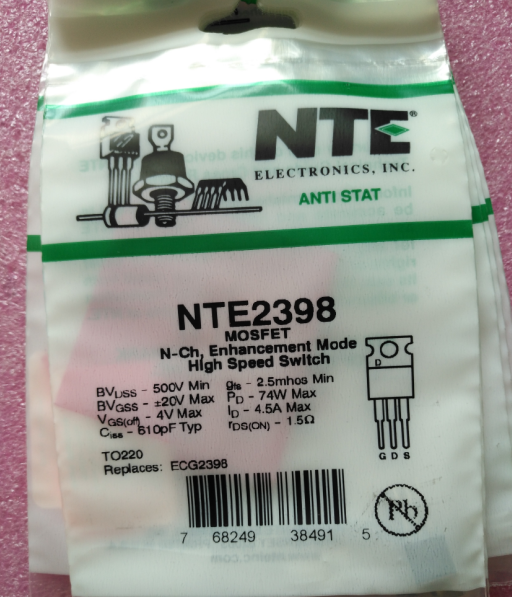 NTE®
ELECTRONICS, INC.
ANTI STAT
NTE2398
MOSFET
N-Ch, Enhancement Mode
High Speed Switch
BVDSS - 500V Min gfs - 2.5mhos Min
BVGSS - ±20V Max PD - 74W Max
VGS(off) - 4V Max ID - 4.5A Max
Ciss - 610pF Typ rDS(ON) - 1.5Ω
D
G D S
TO220
Replaces: ECG2398
Pb
7 68249 38491 5